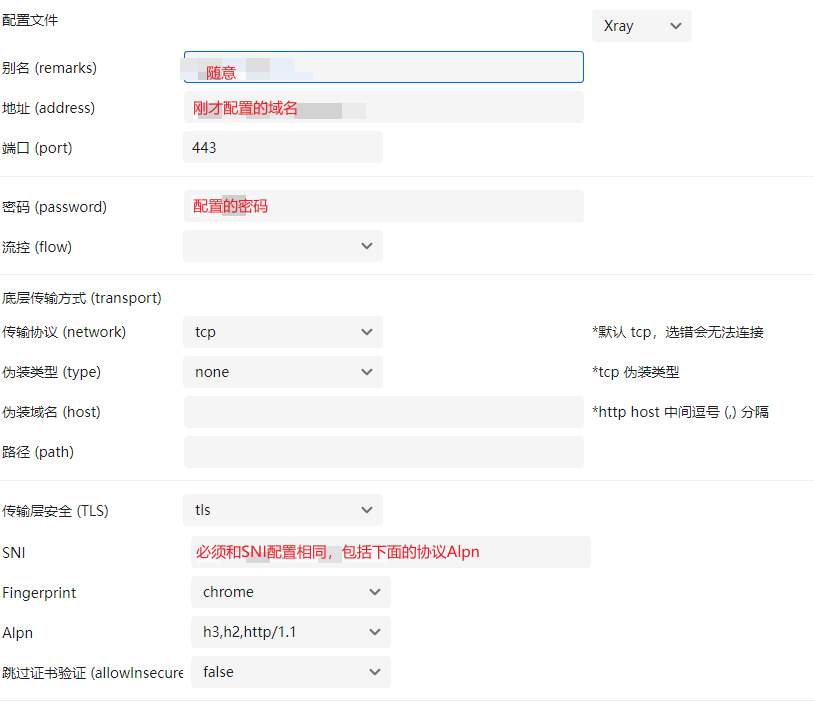 配置文件 Xray
别名 (remarks) 随意
地址 (address) 刚才配置的域名
端口 (port) 443
密码 (password) 配置的密码
流控 (flow)
底层传输方式 (transport)
传输协议 (network) tcp *默认 tcp，选错会无法连接
伪装类型 (type) none *tcp 伪装类型
伪装域名 (host) *http host 中间逗号 (,) 分隔
路径 (path)
传输层安全 (TLS) tls
SNI 必须和SNI配置相同，包括下面的协议Alpn
Fingerprint chrome
Alpn h3,h2,http/1.1
跳过证书验证 (allowInsecure false